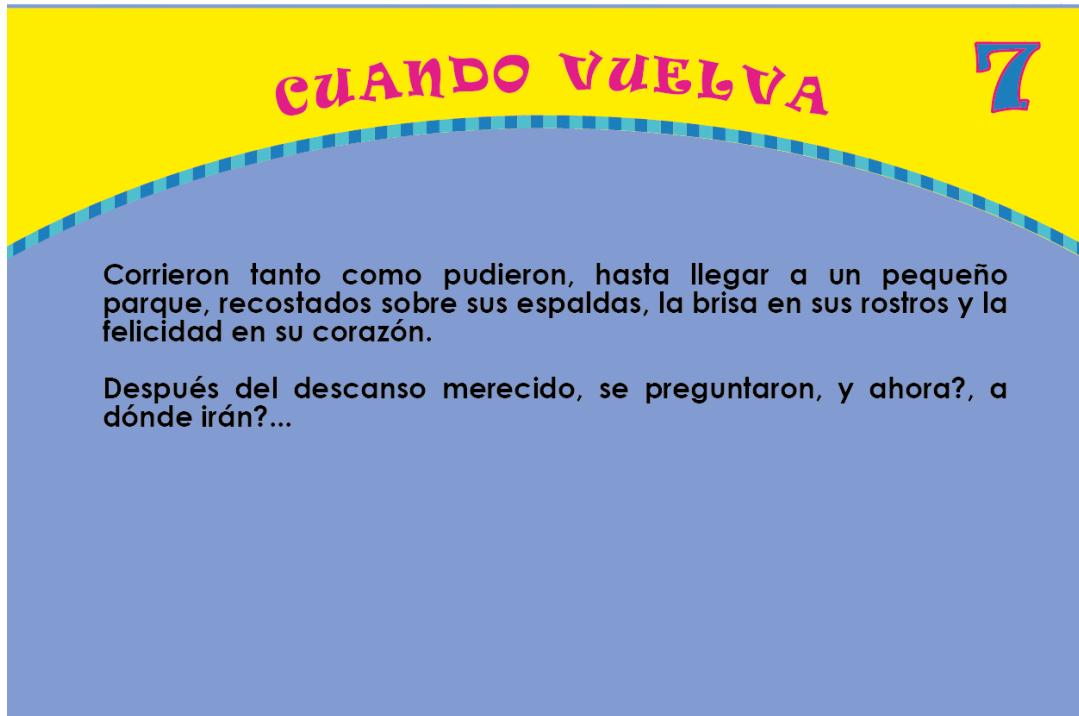 CUANDO VUELVA
7
Corrieron tanto como pudieron, hasta llegar a un pequeño
parque, recostados sobre sus espaldas, la brisa en sus rostros y la
felicidad en su corazón.
Después del descanso merecido, se preguntaron, y ahora?, a
dónde irán?...